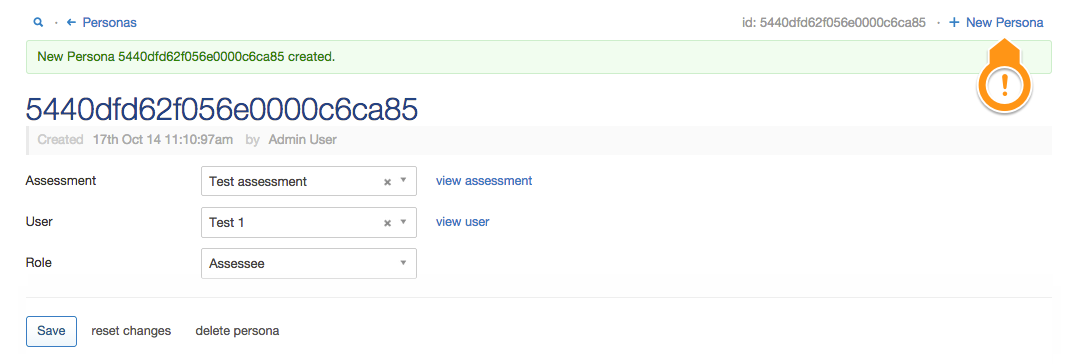 · ← Personas
id: 5440dfd62f056e0000c6ca85 · + New Persona
New Persona 5440dfd62f056e0000c6ca85 created.
!
5440dfd62f056e0000c6ca85
Created 17th Oct 14 11:10:97am by Admin User
Assessment Test assessment × view assessment
User Test 1 × view user
Role Assessee
Save reset changes delete persona